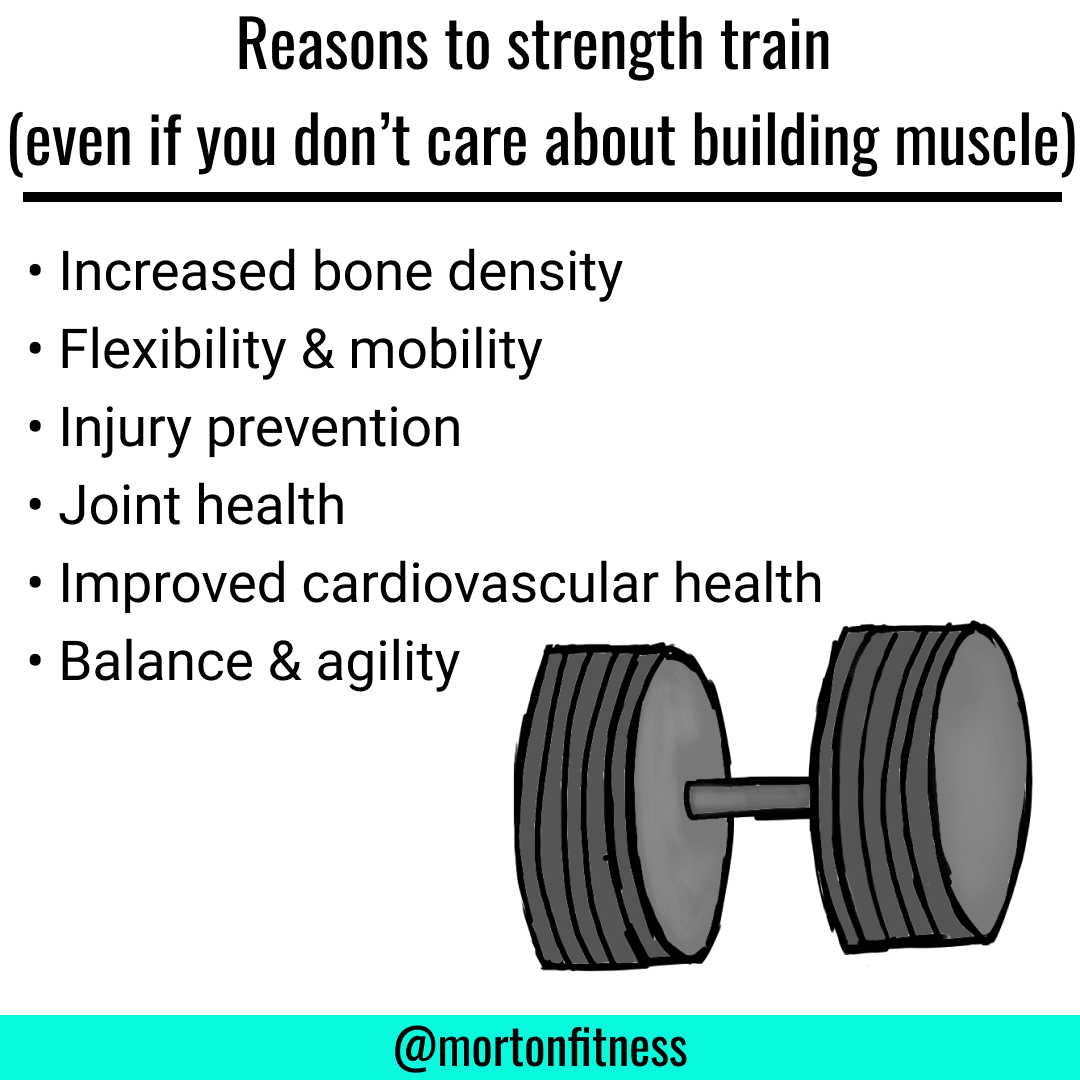 Reasons to strength train
(even if you don’t care about building muscle)
• Increased bone density
• Flexibility & mobility
• Injury prevention
• Joint health
• Improved cardiovascular health
• Balance & agility
@mortonfitness